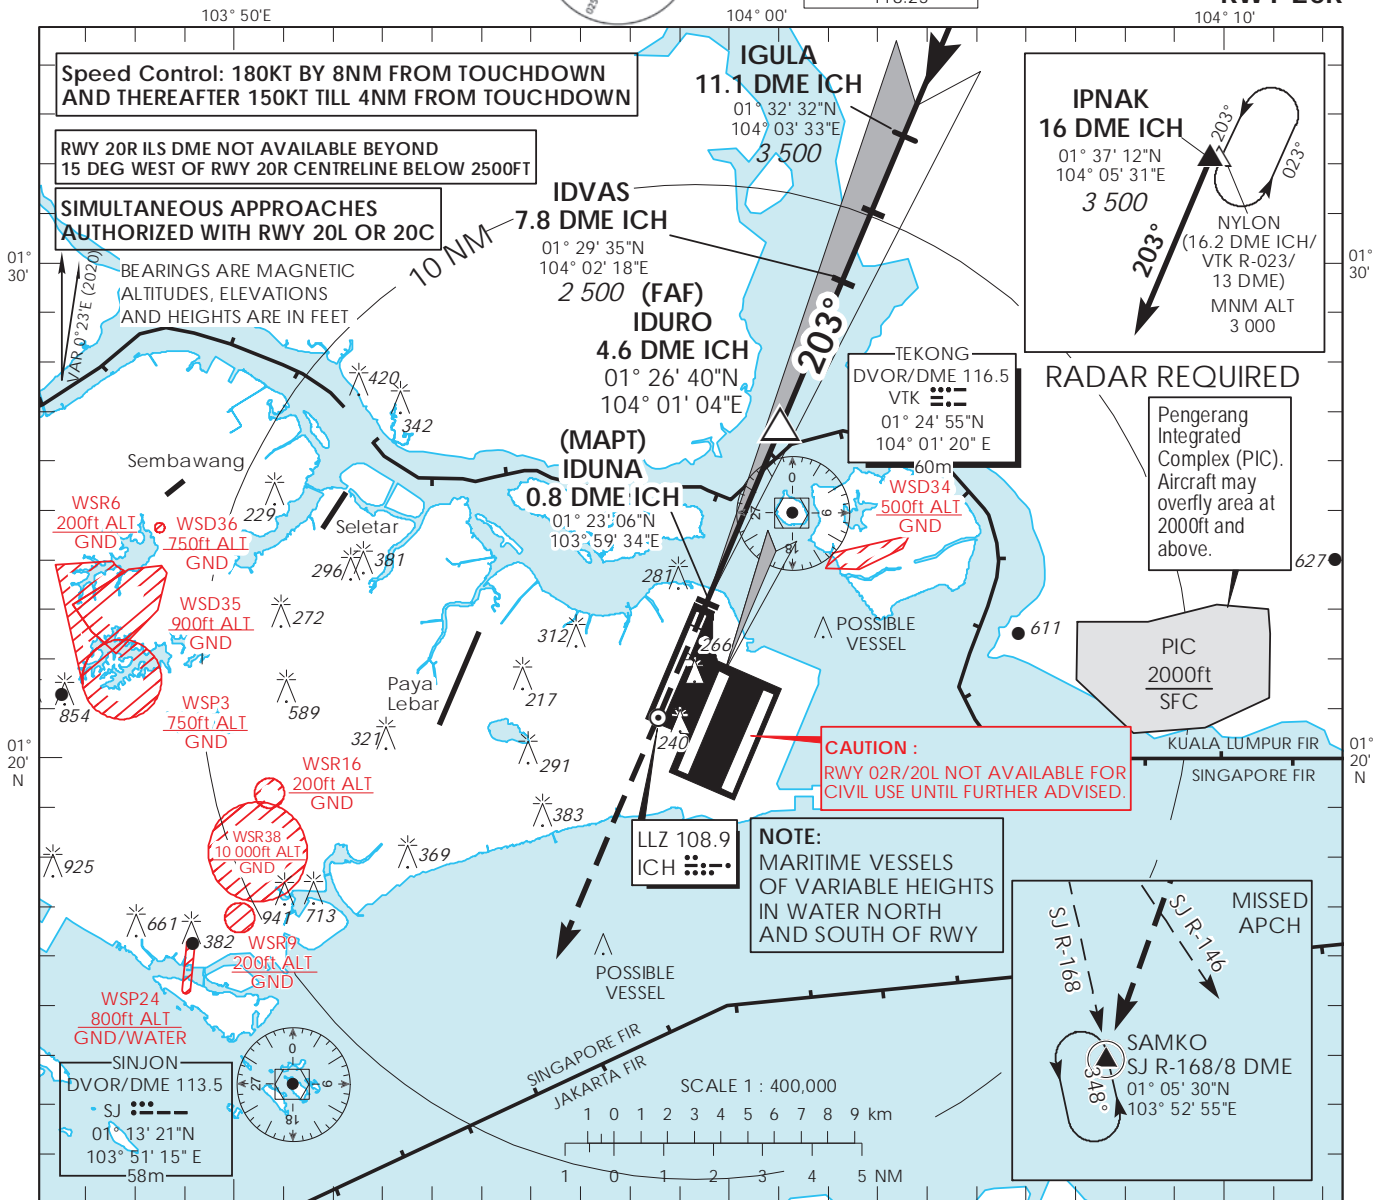 103° 50'E
104° 00'
104° 10'
Speed Control: 180KT BY 8NM FROM TOUCHDOWN
AND THEREAFTER 150KT TILL 4NM FROM TOUCHDOWN
RWY 20R ILS DME NOT AVAILABLE BEYOND
15 DEG WEST OF RWY 20R CENTRELINE BELOW 2500FT
SIMULTANEOUS APPROACHES
AUTHORIZED WITH RWY 20L OR 20C
BEARINGS ARE MAGNETIC
ALTITUDES, ELEVATIONS
AND HEIGHTS ARE IN FEET
VAR 0°23'E (2020)
01°
30'
10 NM
IGULA
11.1 DME ICH
01° 32' 32"N
104° 03' 33"E
3 500
IDVAS
7.8 DME ICH
01° 29' 35"N
104° 02' 18"E
2 500
(FAF)
IDURO
4.6 DME ICH
01° 26' 40"N
104° 01' 04"E
(MAPT)
IDUNA
0.8 DME ICH
01° 23' 06"N
103° 59' 34"E
203°
IPNAK
16 DME ICH
01° 37' 12"N
104° 05' 31"E
3 500
203°
023°
203°
NYLON
(16.2 DME ICH/
VTK R-023/
13 DME)
MNM ALT
3 000
01°
30'
TEKONG
DVOR/DME 116.5
VTK
01° 24' 55"N
104° 01' 20" E
60m
RADAR REQUIRED
Pengerang
Integrated
Complex (PIC).
Aircraft may
overfly area at
2000ft and
above.
627
611
PIC
2000ft
SFC
WSD34
500ft ALT
GND
0
9
18
27
POSSIBLE
VESSEL
420
342
Sembawang
229
Seletar
296
381
272
281
312
266
217
Paya
Lebar
589
321
291
240
383
369
854
925
661
382
941
713
WSR6
200ft ALT
GND
WSD36
750ft ALT
GND
WSD35
900ft ALT
GND
WSP3
750ft ALT
GND
WSR16
200ft ALT
GND
WSR38
10 000ft ALT
GND
WSR9
200ft ALT
GND
WSP24
800ft ALT
GND/WATER
01°
20'
N
CAUTION :
RWY 02R/20L NOT AVAILABLE FOR
CIVIL USE UNTIL FURTHER ADVISED.
KUALA LUMPUR FIR
SINGAPORE FIR
01°
20'
N
LLZ 108.9
ICH
NOTE:
MARITIME VESSELS
OF VARIABLE HEIGHTS
IN WATER NORTH
AND SOUTH OF RWY
POSSIBLE
VESSEL
MISSED
APCH
SJ R-168
SJ R-146
SAMKO
SJ R-168/8 DME
01° 05' 30"N
103° 52' 55"E
348°
SINJON
DVOR/DME 113.5
SJ
01° 13' 21"N
103° 51' 15" E
58m
0
9
18
27
SINGAPORE FIR
JAKARTA FIR
SCALE 1 : 400,000
1 0 1 2 3 4 5 6 7 8 9 km
1 0 1 2 3 4 5 NM